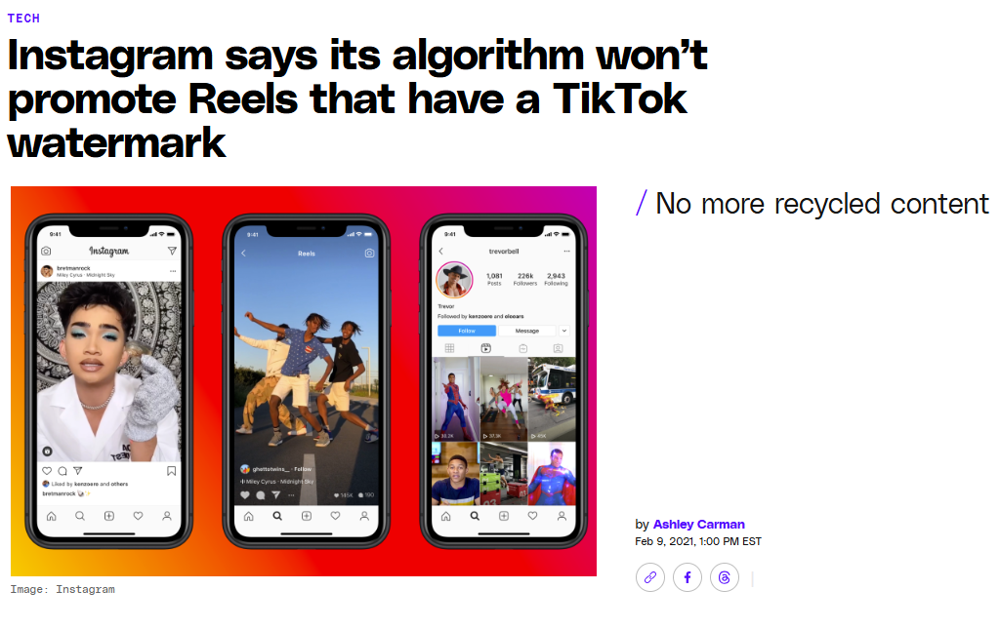 TECH
Instagram says its algorithm won’t
promote Reels that have a TikTok
watermark
/ No more recycled content
9:41
Instagram
bretmanrock
Miley Cyrus · Midnight Sky
Liked by kenzoere and others
bretmanrock
9:41
Reels
ghettotwins__ · Follow
Miley Cyrus · Midnight Sky
145K
190
9:41
trevorbell
1,081
226k
2,943
Posts
Followers
Following
Trevor
Followed by kenzoere and eloears
Follow
Message
30.2K
37.3K
45K
by Ashley Carman
Feb 9, 2021, 1:00 PM EST
Image: Instagram